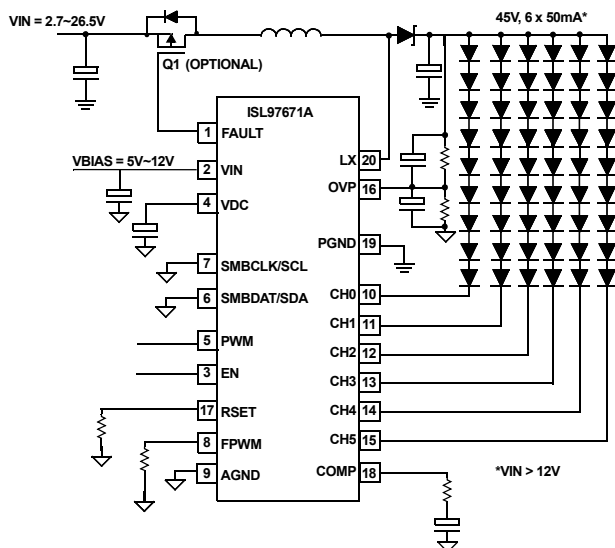 VIN = 2.7~26.5V
45V, 6 x 50mA*
Q1 (OPTIONAL)
ISL97671A
1 FAULT
LX 20
VBIAS = 5V~12V
2 VIN
OVP 16
4 VDC
PGND 19
7 SMBCLK/SCL
6 SMBDAT/SDA
CH0 10
CH1 11
5 PWM
CH2 12
3 EN
CH3 13
17 RSET
CH4 14
8 FPWM
CH5 15
9 AGND
COMP 18
*VIN > 12V